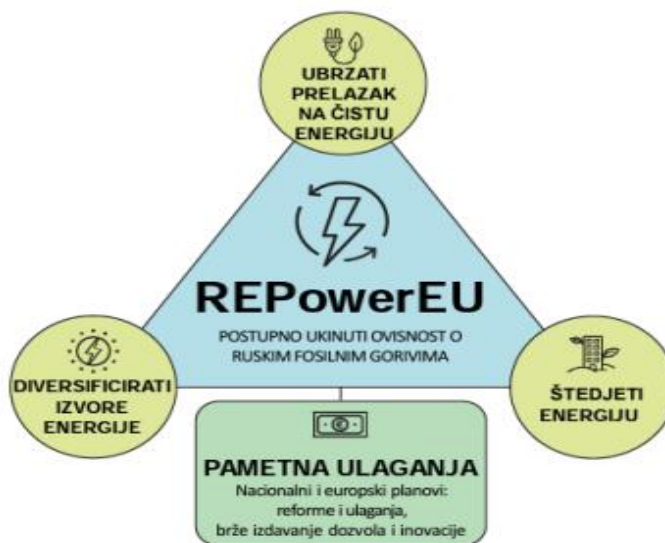 UBRZATI
PRELAZAK
NA ČISTU
ENERGIJU
REPowerEU
POSTUPNO UKINUTI OVISNOST O
RUSKIM FOSILNIM GORIVIMA
DIVERSIFICIRATI
IZVORE
ENERGIJE
ŠTEDJETI
ENERGIJU
PAMETNA ULAGANJA
Nacionalni i europski planovi:
reforme i ulaganja,
brže izdavanje dozvola i inovacije